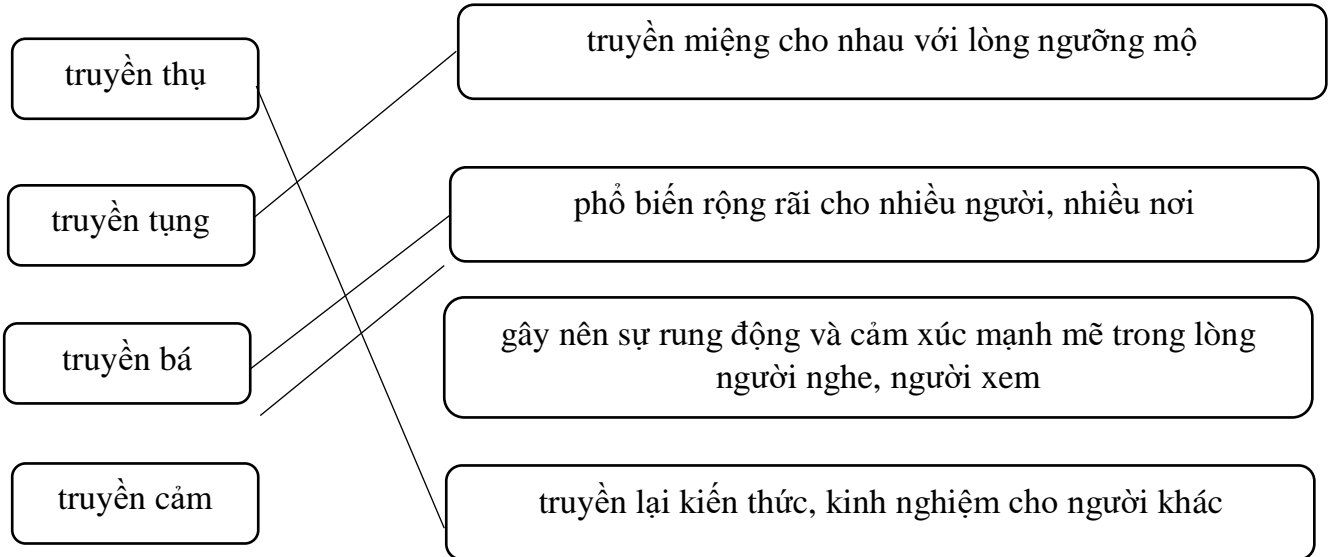 truyền miệng cho nhau với lòng ngưỡng mộ
truyền thụ
truyền tụng
phổ biến rộng rãi cho nhiều người, nhiều nơi
truyền bá
gây nên sự rung động và cảm xúc mạnh mẽ trong lòng
người nghe, người xem
truyền cảm
truyền lại kiến thức, kinh nghiệm cho người khác